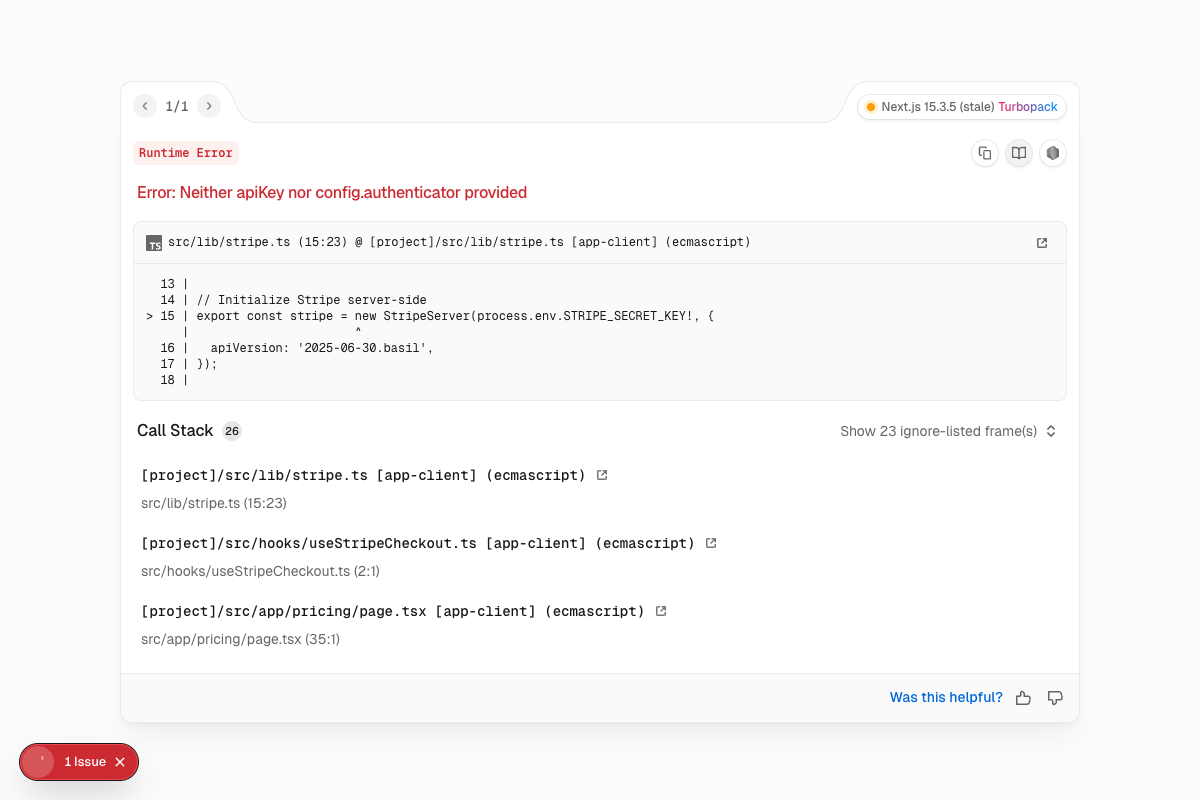 1/1
Next.js 15.3.5 (stale) Turbopack
Runtime Error
Error: Neither apiKey nor config.authenticator provided
TS src/lib/stripe.ts (15:23) @ [project]/src/lib/stripe.ts [app-client] (ecmascript)
  13 |
  14 | // Initialize Stripe server-side
> 15 | export const stripe = new StripeServer(process.env.STRIPE_SECRET_KEY!, {
     |                       ^
  16 |   apiVersion: '2025-06-30.basil',
  17 | });
  18 |
Call Stack 26
Show 23 ignore-listed frame(s)
[project]/src/lib/stripe.ts [app-client] (ecmascript)
src/lib/stripe.ts (15:23)
[project]/src/hooks/useStripeCheckout.ts [app-client] (ecmascript)
src/hooks/useStripeCheckout.ts (2:1)
[project]/src/app/pricing/page.tsx [app-client] (ecmascript)
src/app/pricing/page.tsx (35:1)
Was this helpful?
1 Issue